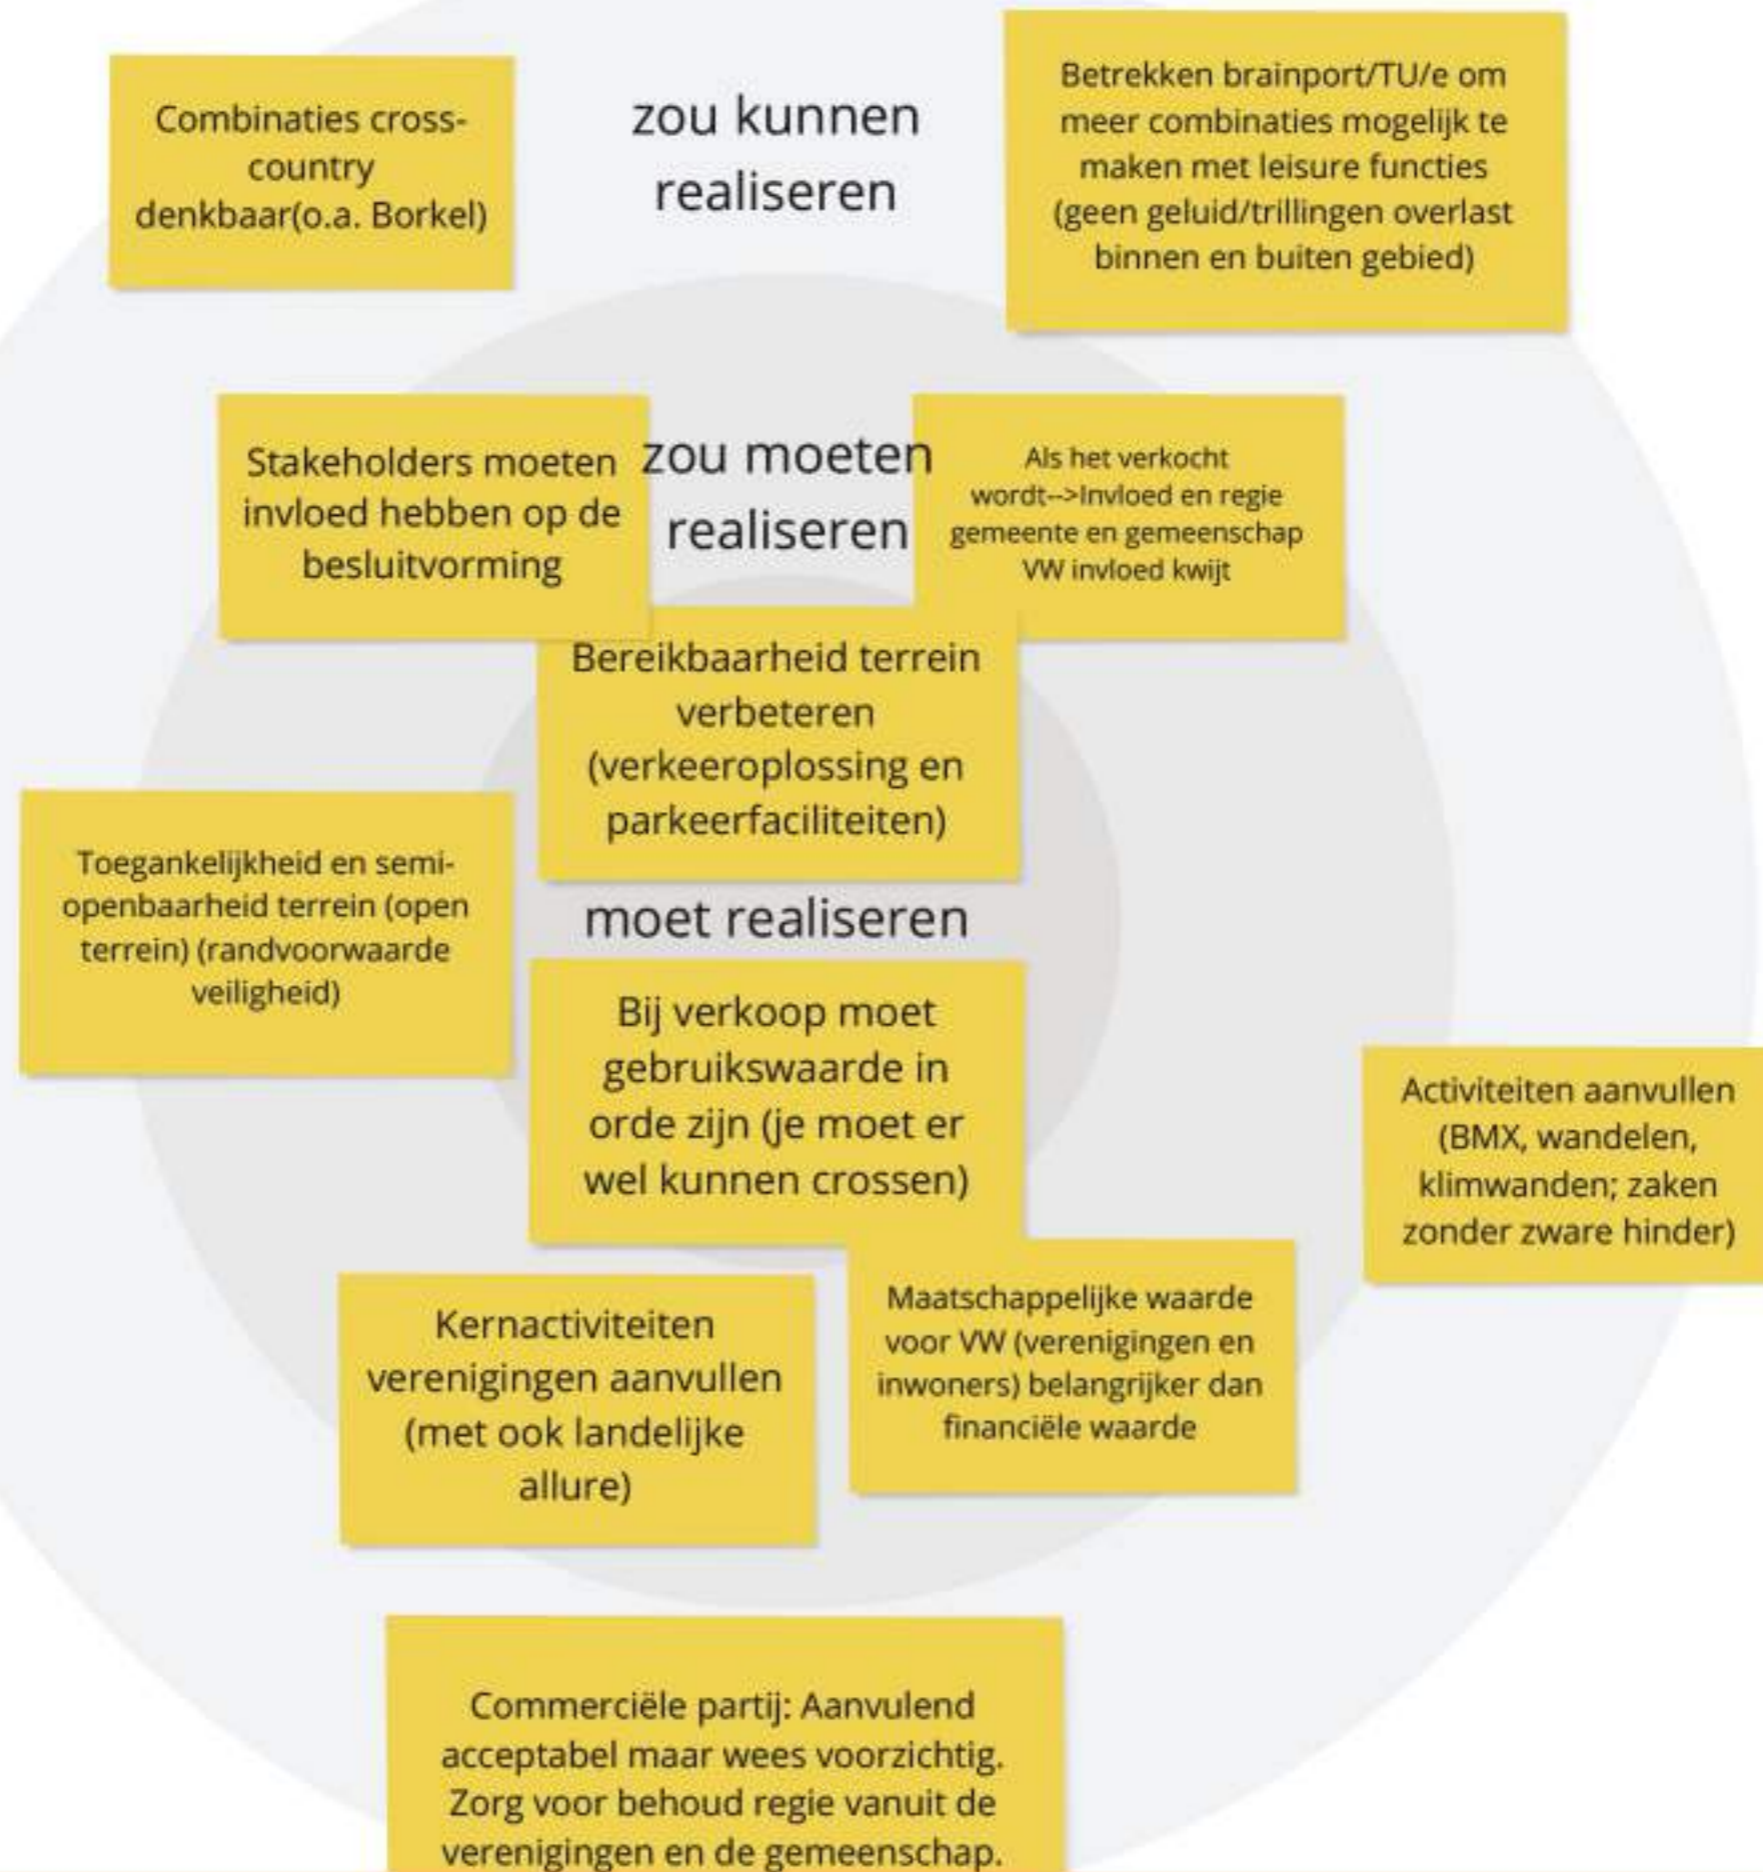 Combinaties cross-
country
denkbaar(o.a. Borkel)
zou kunnen
realiseren
Betrekken brainport/TU/e om
meer combinaties mogelijk te
maken met leisure functies
(geen geluid/trillingen overlast
binnen en buiten gebied)
Stakeholders moeten
invloed hebben op de
besluitvorming
zou moeten
realiseren
Als het verkocht
wordt-->Invloed en regie
gemeente en gemeenschap
VW invloed kwijt
Bereikbaarheid terrein
verbeteren
(verkeeroplossing en
parkeerfaciliteiten)
Toegankelijkheid en semi-
openbaarheid terrein (open
terrein) (randvoorwaarde
veiligheid)
moet realiseren
Bij verkoop moet
gebruikswaarde in
orde zijn (je moet er
wel kunnen crossen)
Activiteiten aanvullen
(BMX, wandelen,
klimwanden; zaken
zonder zware hinder)
Kernactiviteiten
verenigingen aanvullen
(met ook landelijke
allure)
Maatschappelijke waarde
voor VW (verenigingen en
inwoners) belangrijker dan
financiële waarde
Commerciële partij: Aanvulend
acceptabel maar wees voorzichtig.
Zorg voor behoud regie vanuit de
verenigingen en de gemeenschap.